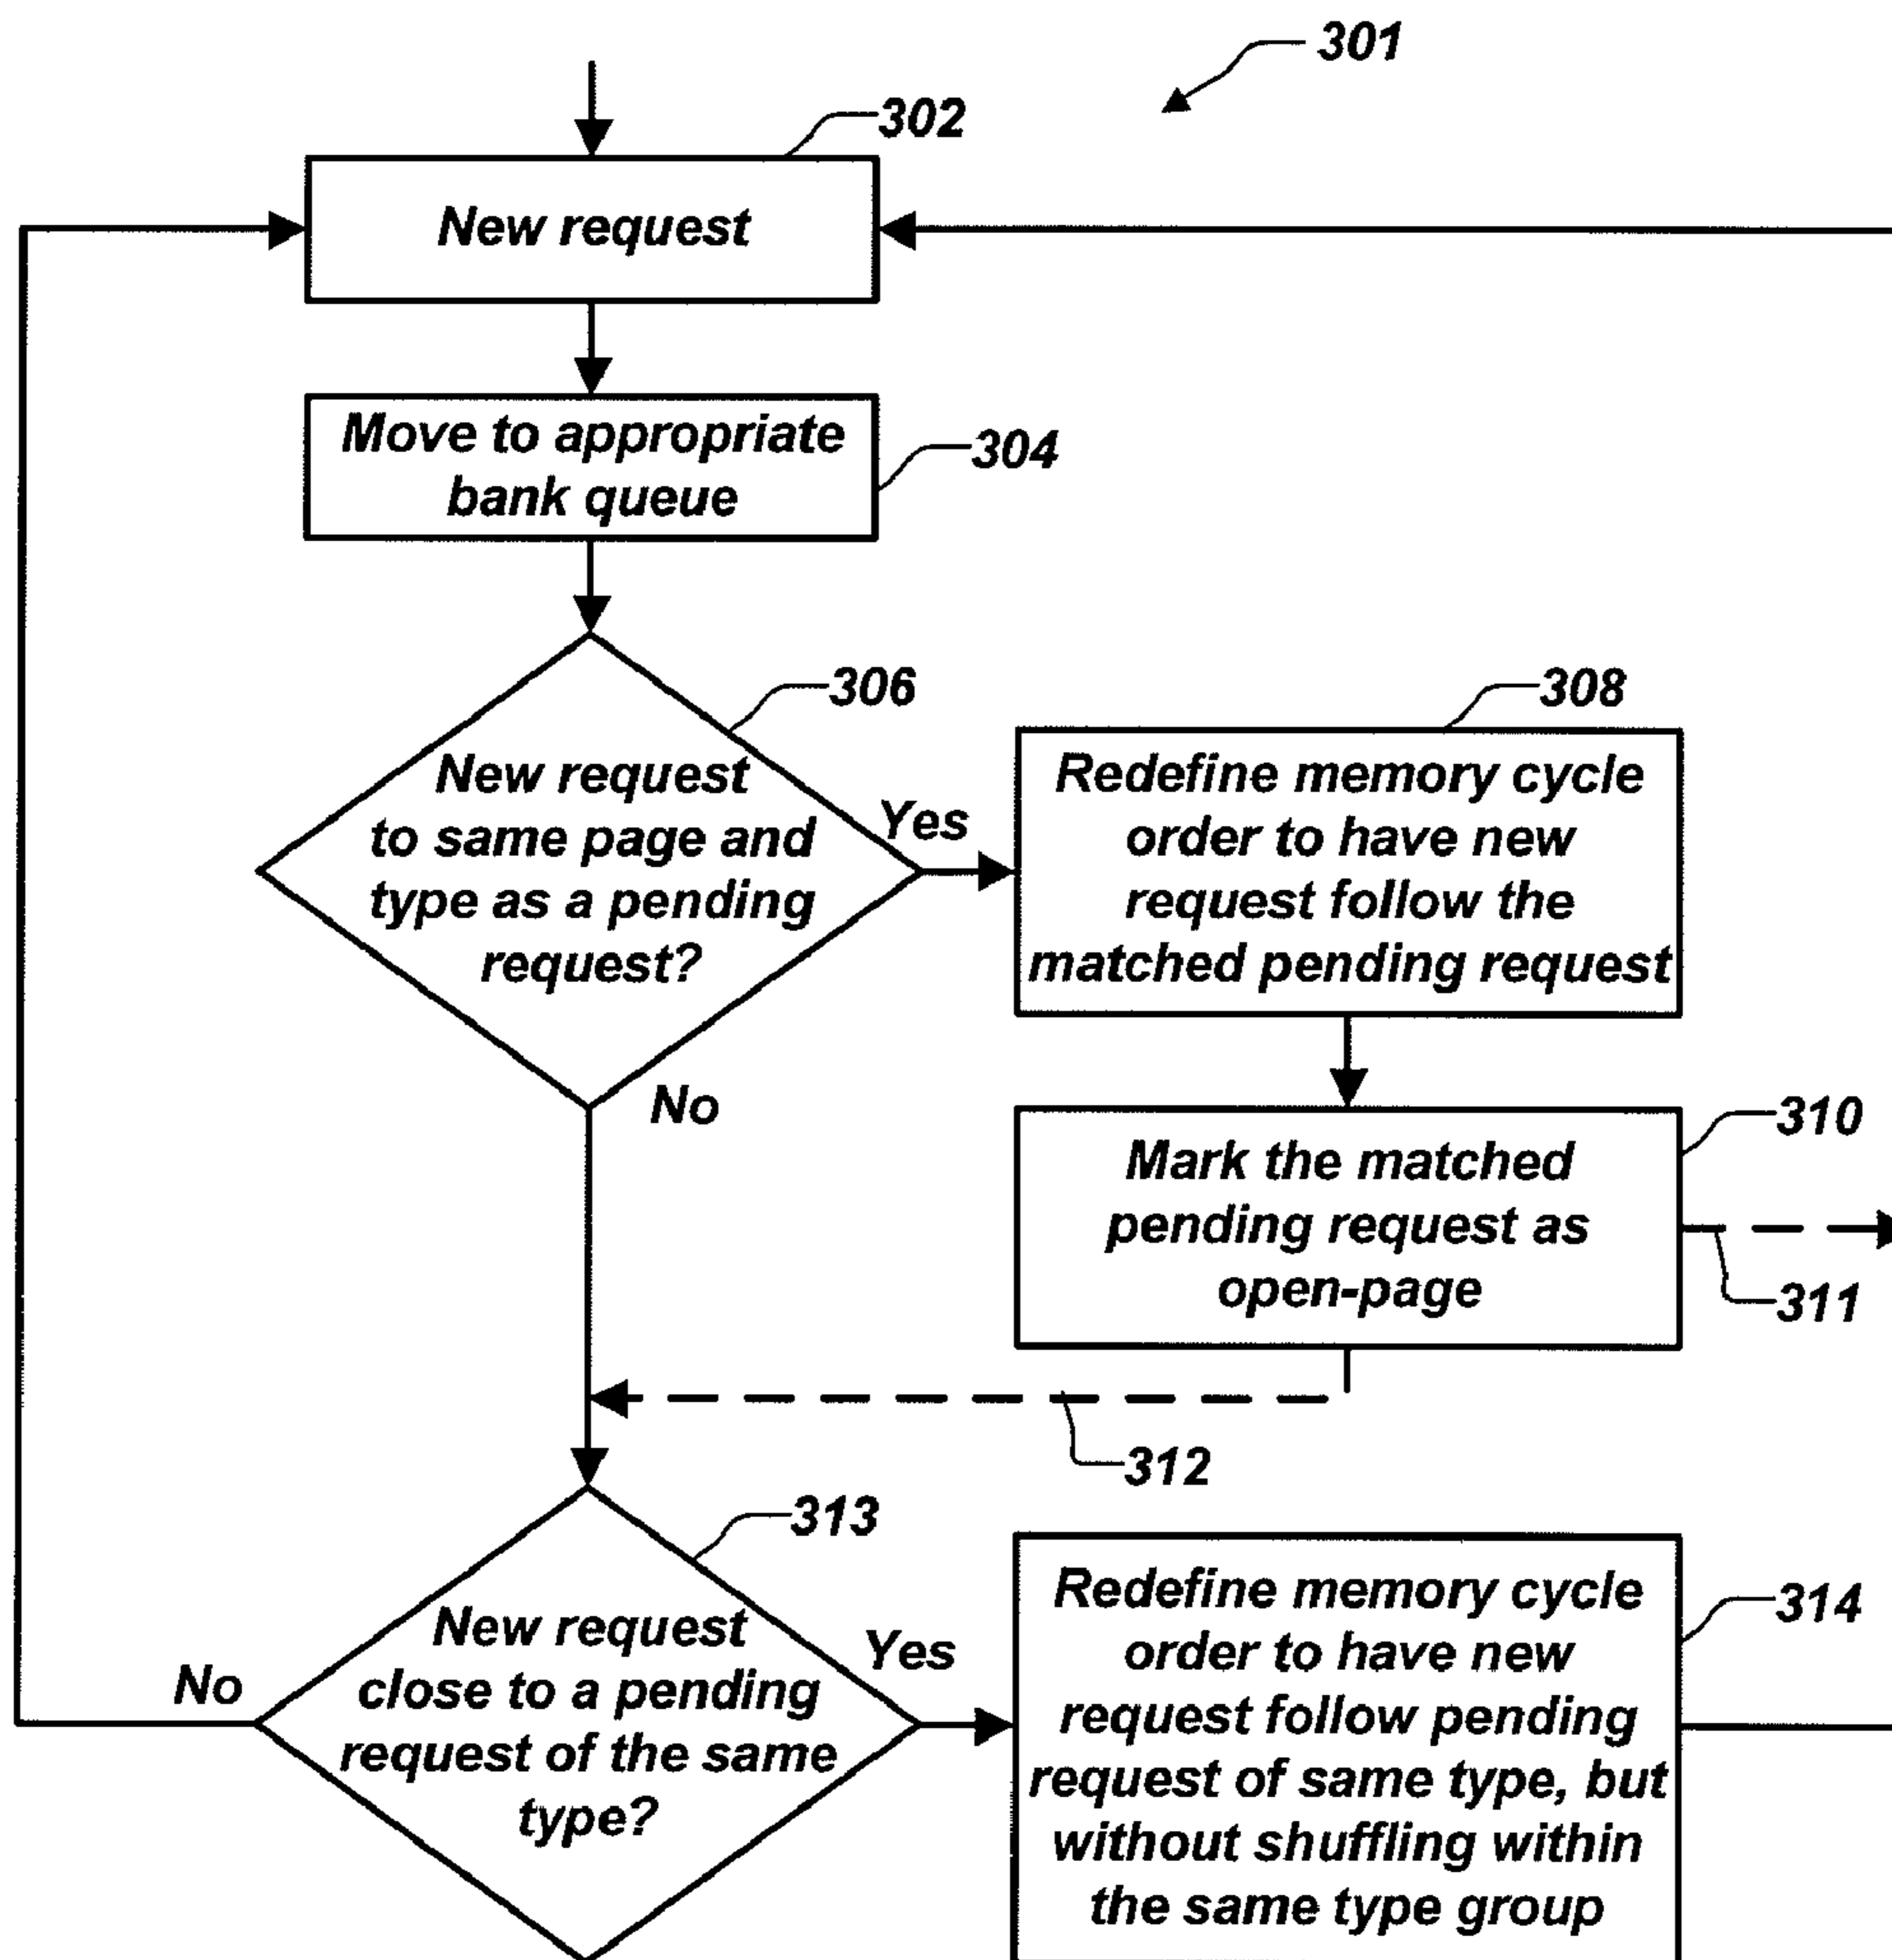 301
302
New request
Move to appropriate
bank queue
304
306
New request
to same page and
type as a pending
request?
Yes
No
308
Redefine memory cycle
order to have new
request follow the
matched pending request
310
Mark the matched
pending request as
open-page
311
312
313
New request
close to a pending
request of the same
type?
No
Yes
314
Redefine memory cycle
order to have new
request follow pending
request of same type, but
without shuffling within
the same type group